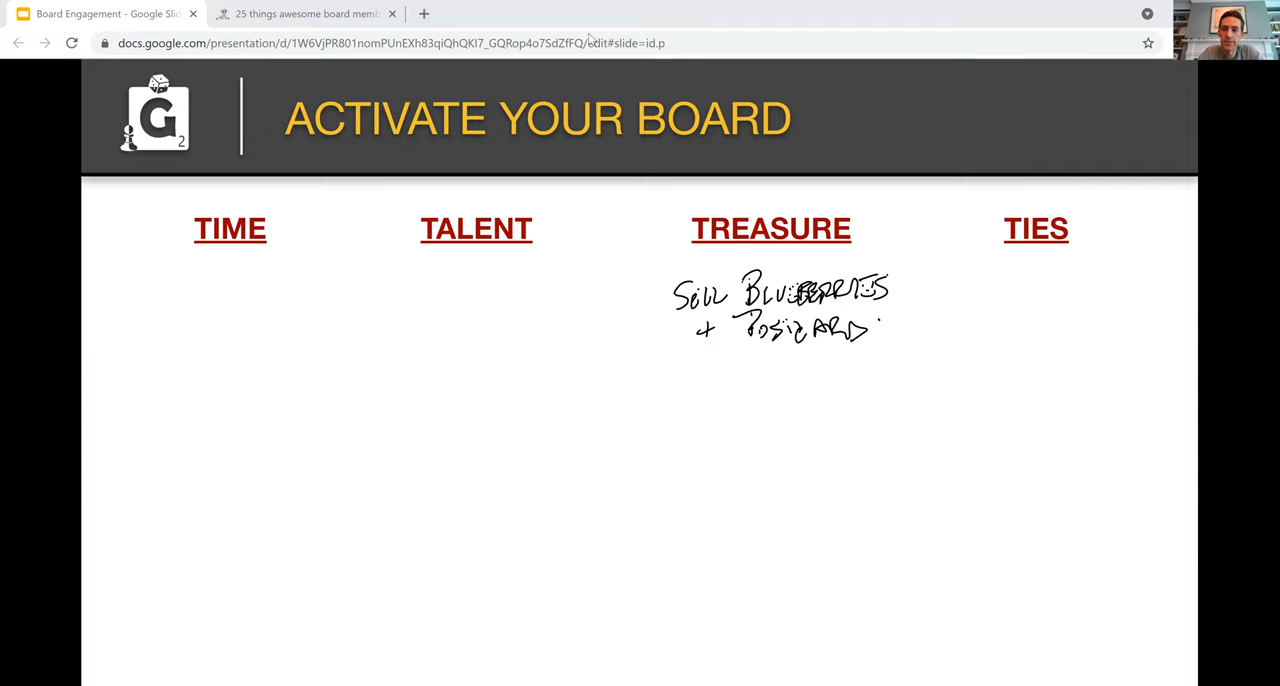 Board Engagement - Google Slid
25 things awesome board memb
docs.google.com/presentation/d/1W6VjPR801nomPUnEXh83qiQhQKI7_GQRop4o7SdZfFQ/edit#slide=id.p
G
2
ACTIVATE YOUR BOARD
TIME TALENT TREASURE TIES
SELL BLUEBERRIES
+ POSTCARDS